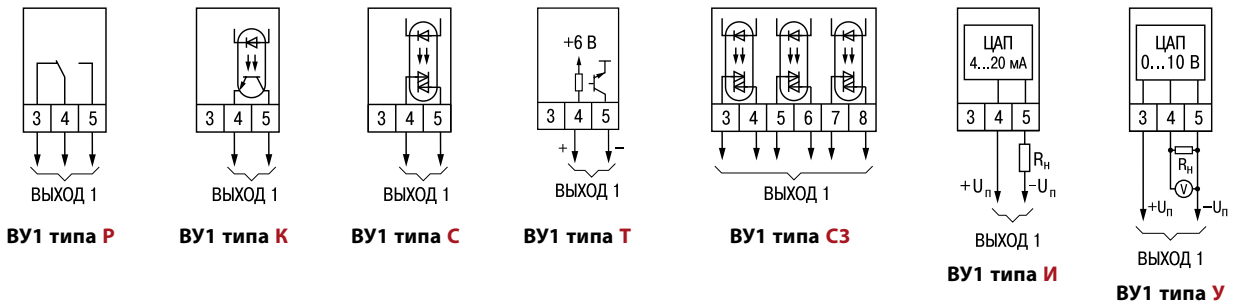 3 4 5
ВЫХОД 1
ВУ1 типа Р
3 4 5
ВЫХОД 1
ВУ1 типа К
3 4 5
ВЫХОД 1
ВУ1 типа С
+6 В
3 4 5
+ −
ВЫХОД 1
ВУ1 типа Т
3 4 5 6 7 8
ВЫХОД 1
ВУ1 типа С3
ЦАП
4...20 мА
3 4 5
Rн
+Uп −Uп
ВЫХОД 1
ВУ1 типа И
ЦАП
0...10 В
3 4 5
Rн
V
+Uп −Uп
ВЫХОД 1
ВУ1 типа У